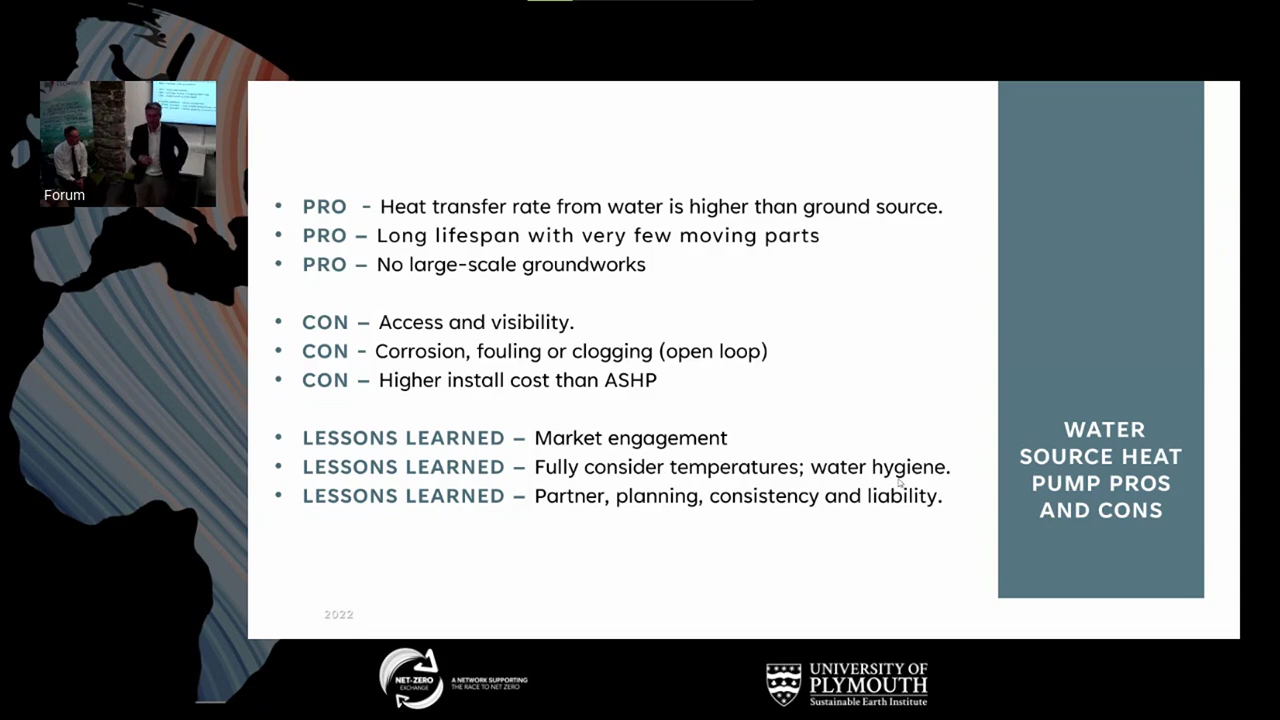 Forum
• PRO - Heat transfer rate from water is higher than ground source.
• PRO – Long lifespan with very few moving parts
• PRO – No large-scale groundworks
• CON – Access and visibility.
• CON - Corrosion, fouling or clogging (open loop)
• CON – Higher install cost than ASHP
• LESSONS LEARNED – Market engagement
• LESSONS LEARNED – Fully consider temperatures; water hygiene.
• LESSONS LEARNED – Partner, planning, consistency and liability.
WATER
SOURCE HEAT
PUMP PROS
AND CONS
2022
NET-ZERO
EXCHANGE
A NETWORK SUPPORTING
THE RACE TO NET ZERO
UNIVERSITY OF
PLYMOUTH
Sustainable Earth Institute